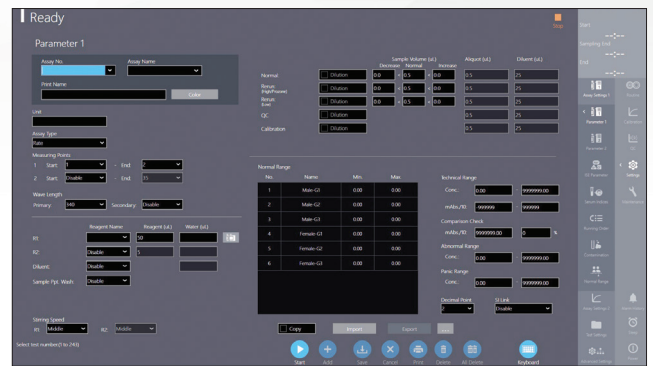 Ready
Stop
Parameter 1
Assay No. Assay Name
Print Name
Color
Unit
Assay Type
Rate
Measuring Points
1 Start: 1 - End: 2
2 Start: Disable - End: 35
Wave Length
Primary: 340 Secondary: Disable
Reagent Name Reagent (uL) Water (uL)
R1: 50
R2: Disable 5
Diluent: Disable
Sample Ppt. Wash: Disable
Stirring Speed
R1: Middle R2: Middle
Select test number.(1 to 240)
Sample Volume (uL) Aliquot (uL) Diluent (uL)
Decrease Normal Increase
Normal Dilution 0.0 < 0.5 < 0.0 0.5 25
Rerun (High/Prozone) Dilution 0.0 < 0.5 < 0.0 0.5 25
Rerun (Low) Dilution 0.0 < 0.5 < 0.0 0.5 25
QC Dilution 0.5 25
Calibration Dilution 0.5 25
Normal Range
No. Name Min. Max
1 Male-G1 0.00 0.00
2 Male-G2 0.00 0.00
3 Male-G3 0.00 0.00
4 Female-G1 0.00 0.00
5 Female-G2 0.00 0.00
6 Female-G3 0.00 0.00
Technical Range
Conc.: 0.00 9999999.00
mAbs./10: -999999 999999
Comparison Check
mAbs./10: 9999999.00 0 %
Abnormal Range
Conc.: 0.00 9999999.00
Panic Range
Conc.: 0.00 9999999.00
Decimal Point SI Link
2 Disable
Copy Import Export ...
Start Add Save Cancel Print Delete All Delete Keyboard
Start
--:--
Sampling End
--:--
End
--:--
Assay Settings 1
Parameter 1
Parameter 2
ISE Parameter
Serum Indices
Running Order
Contamination
Normal Range
Assay Settings 2
Test Settings
Advanced Settings
Routine
Calibration
QC
Settings
Maintenance
Stop